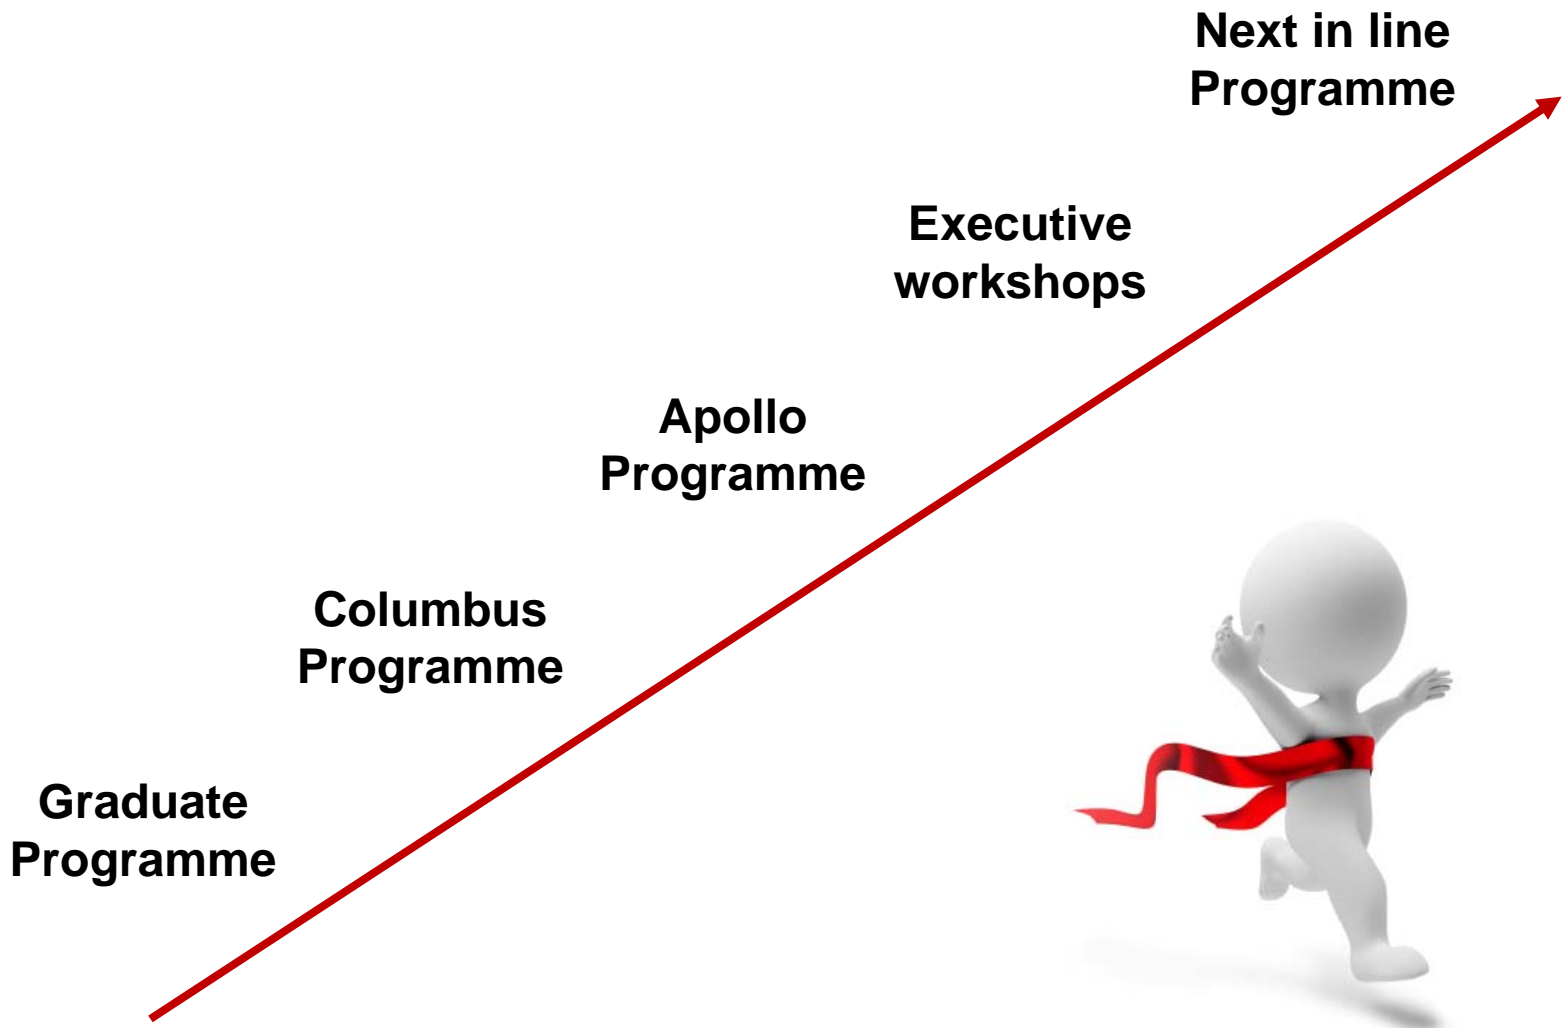 Next in line
Programme
Executive
workshops
Apollo
Programme
Columbus
Programme
Graduate
Programme